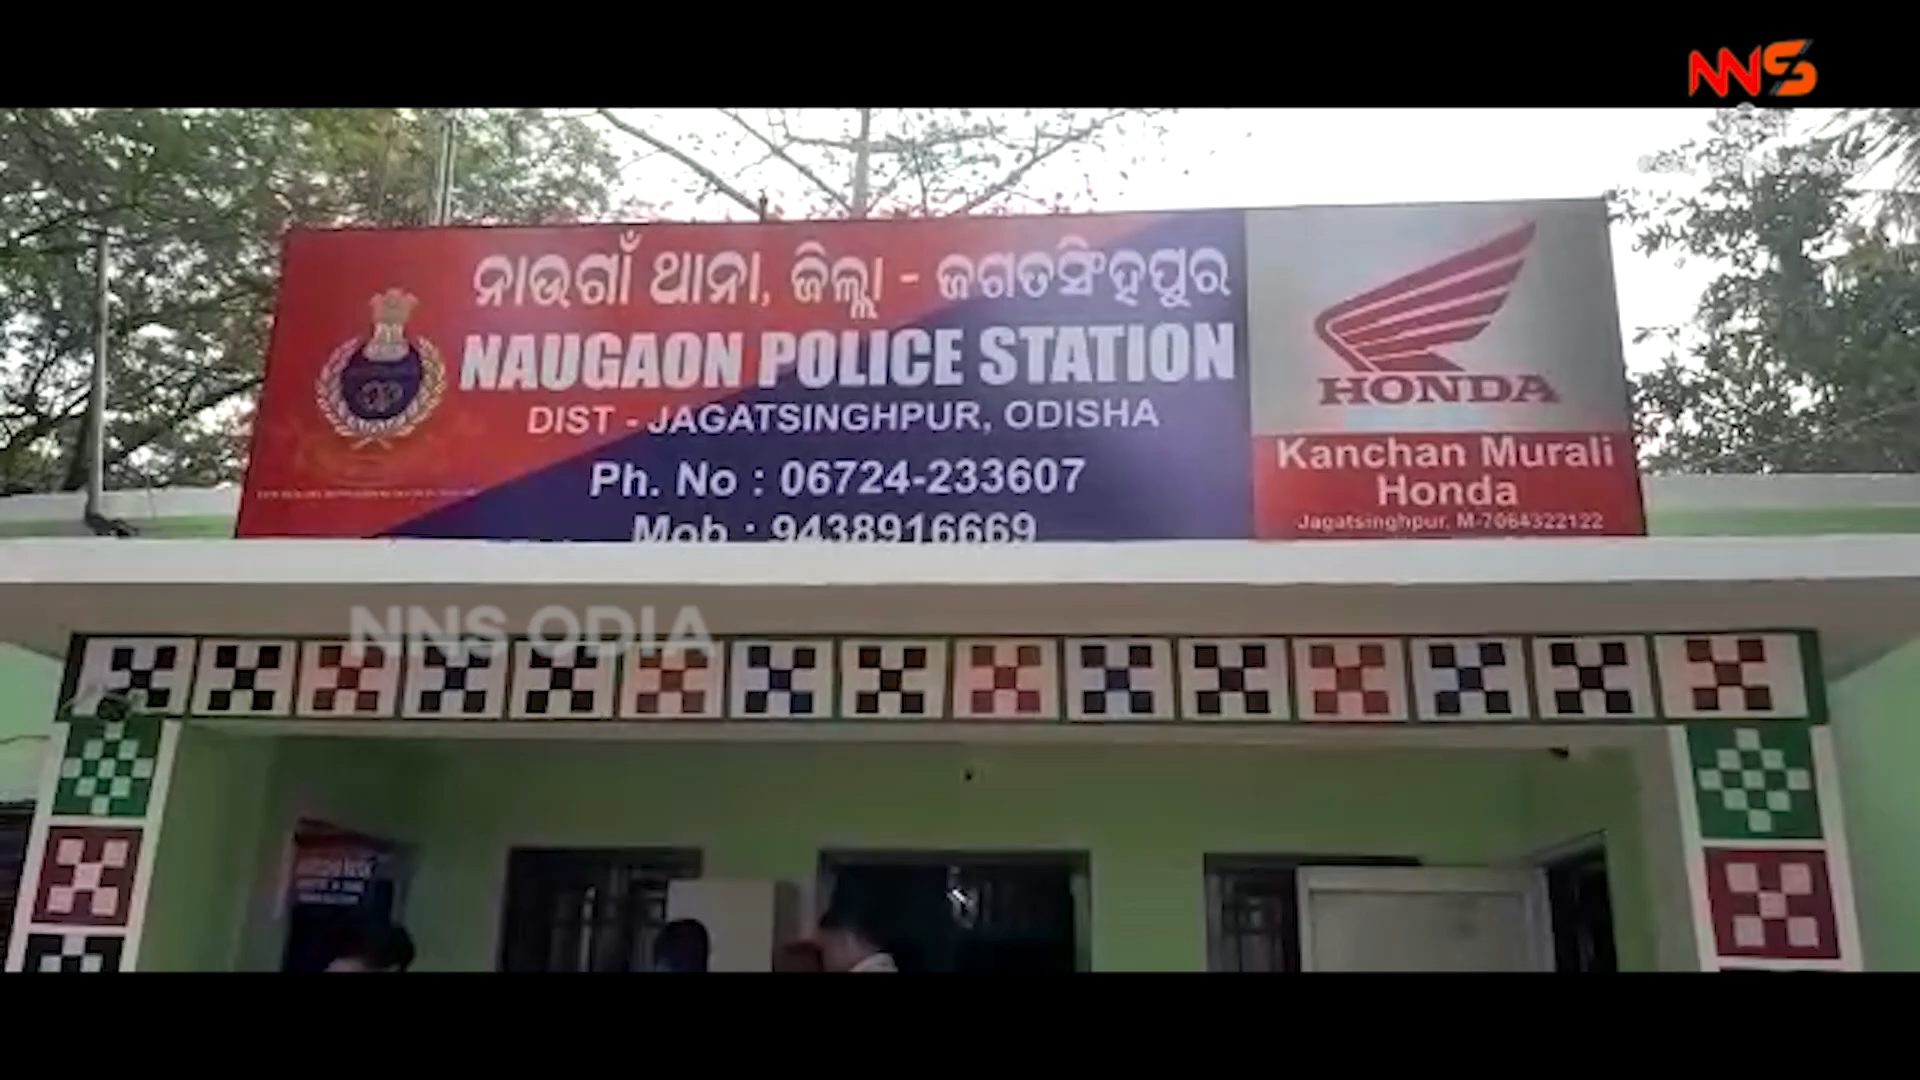 NNS
ନାଉଗାଁ ଥାନା, ଜିଲ୍ଲା - ଜଗତସିଂହପୁର
NAUGAON POLICE STATION
DIST - JAGATSINGHPUR, ODISHA
Ph. No : 06724-233607
Mob : 9438916669
HONDA
Kanchan Murali
Honda
Jagatsinghpur, M-7064322122
NNS ODIA